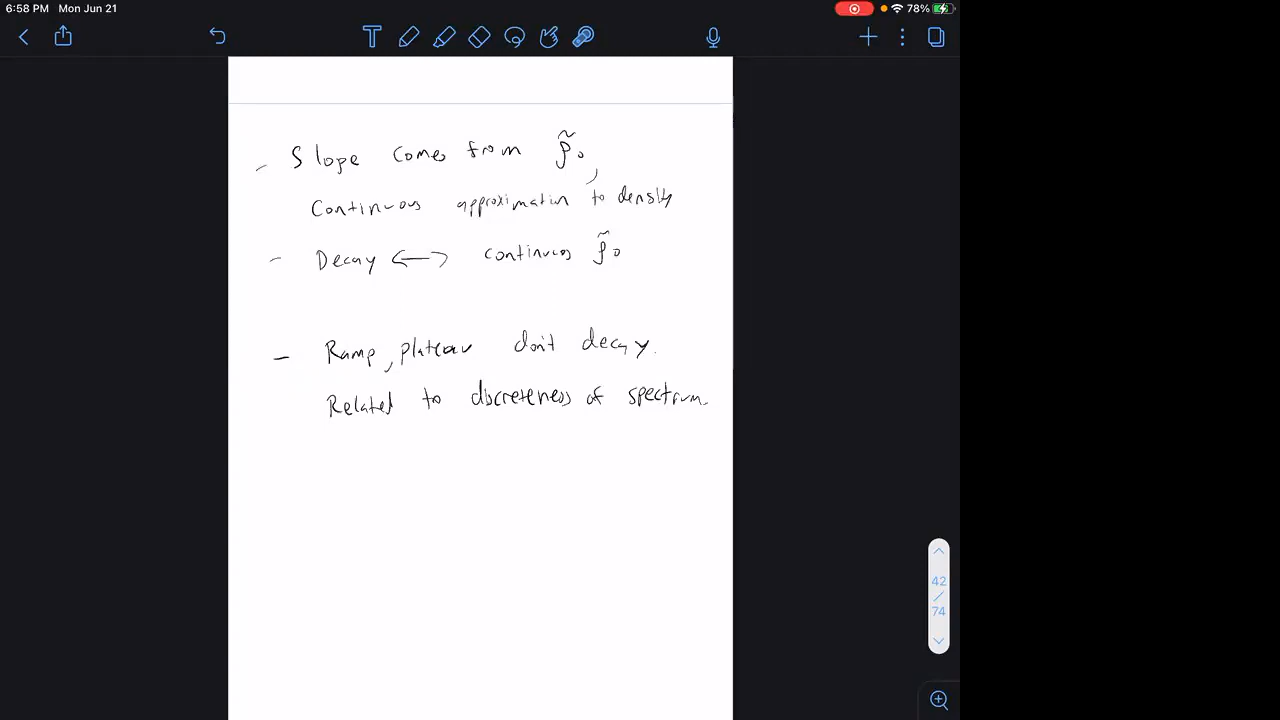 6:58 PM Mon Jun 21
78%
- Slope comes from ρ̃₀,
Continuous approximation to density
- Decay ⟷ continuos ρ̃₀
- Ramp, plateau don't decay.
Related to discreteness of spectrum.
42
/
74